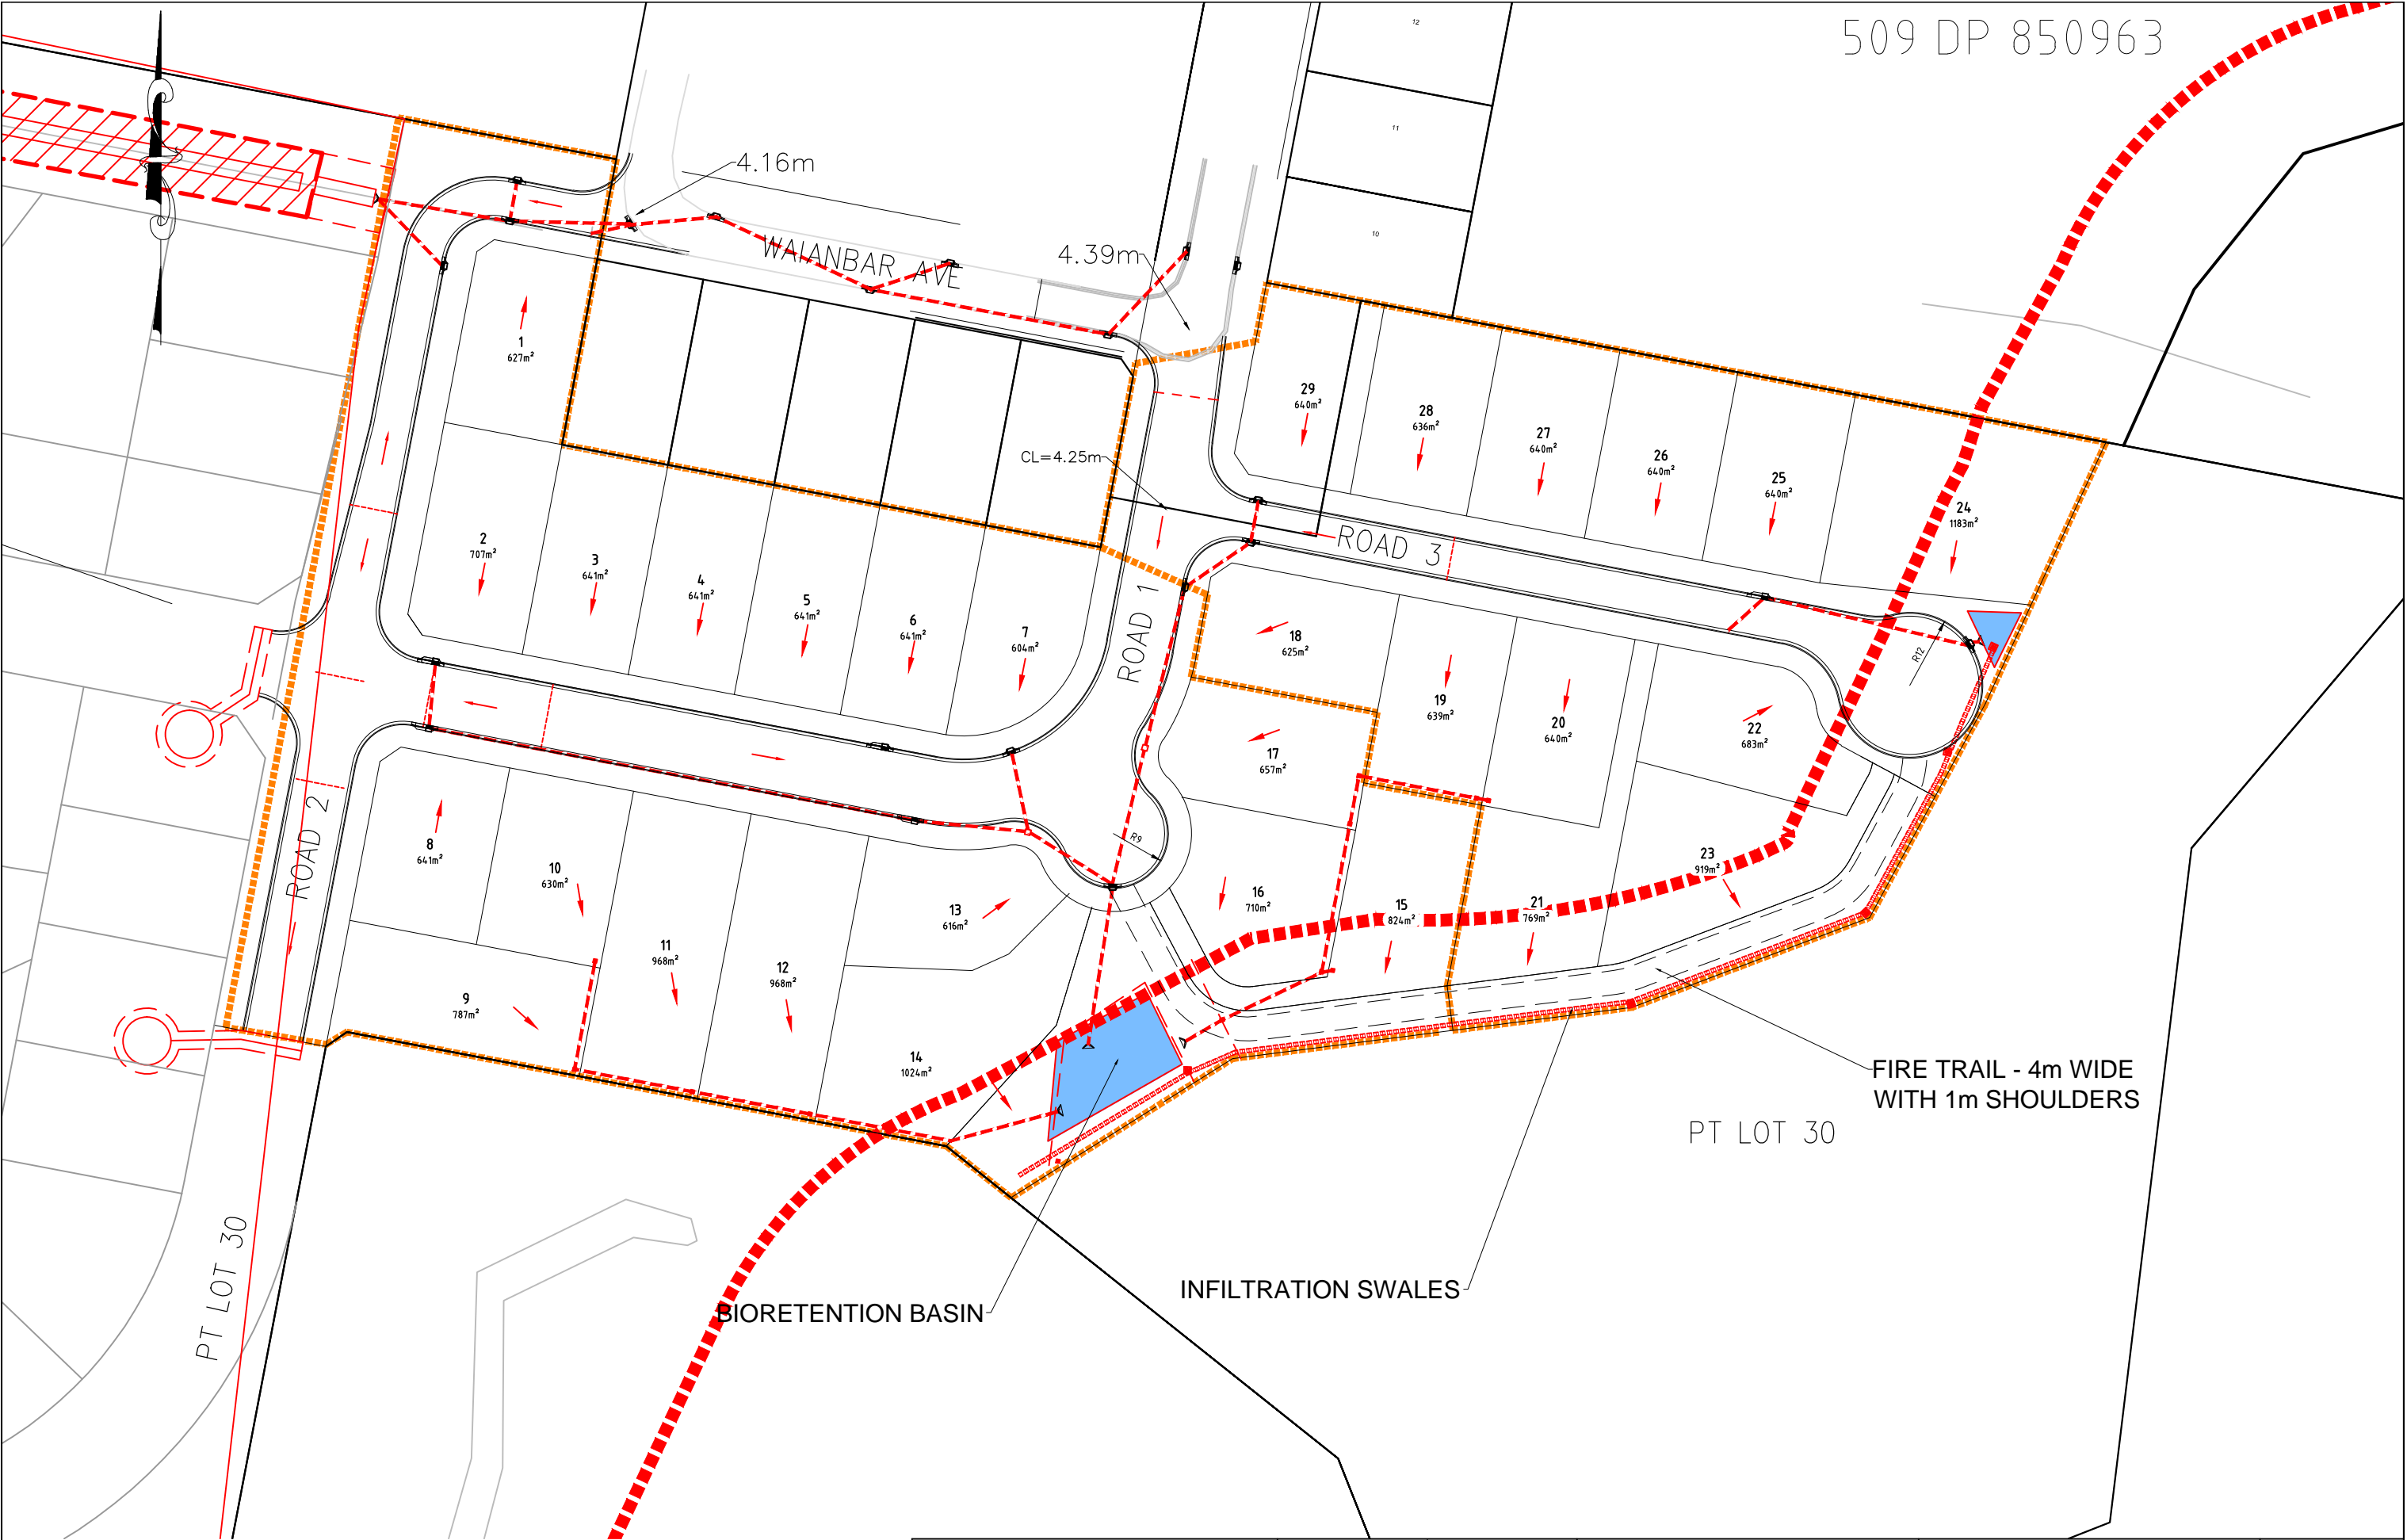 509 DP 850963
12
11
10
4.16m
WAIANBAR AVE
4.39m
1
627m²
29
640m²
28
636m²
27
640m²
26
640m²
25
640m²
24
1183m²
CL=4.25m
ROAD 3
2
707m²
3
641m²
4
641m²
5
641m²
6
641m²
7
604m²
ROAD 1
18
625m²
19
639m²
20
640m²
22
683m²
R12
17
657m²
ROAD 2
8
641m²
10
630m²
R9
23
919m²
16
710m²
15
824m²
21
769m²
13
616m²
11
968m²
12
968m²
9
787m²
14
1024m²
FIRE TRAIL - 4m WIDE
WITH 1m SHOULDERS
PT LOT 30
PT LOT 30
INFILTRATION SWALES
BIORETENTION BASIN